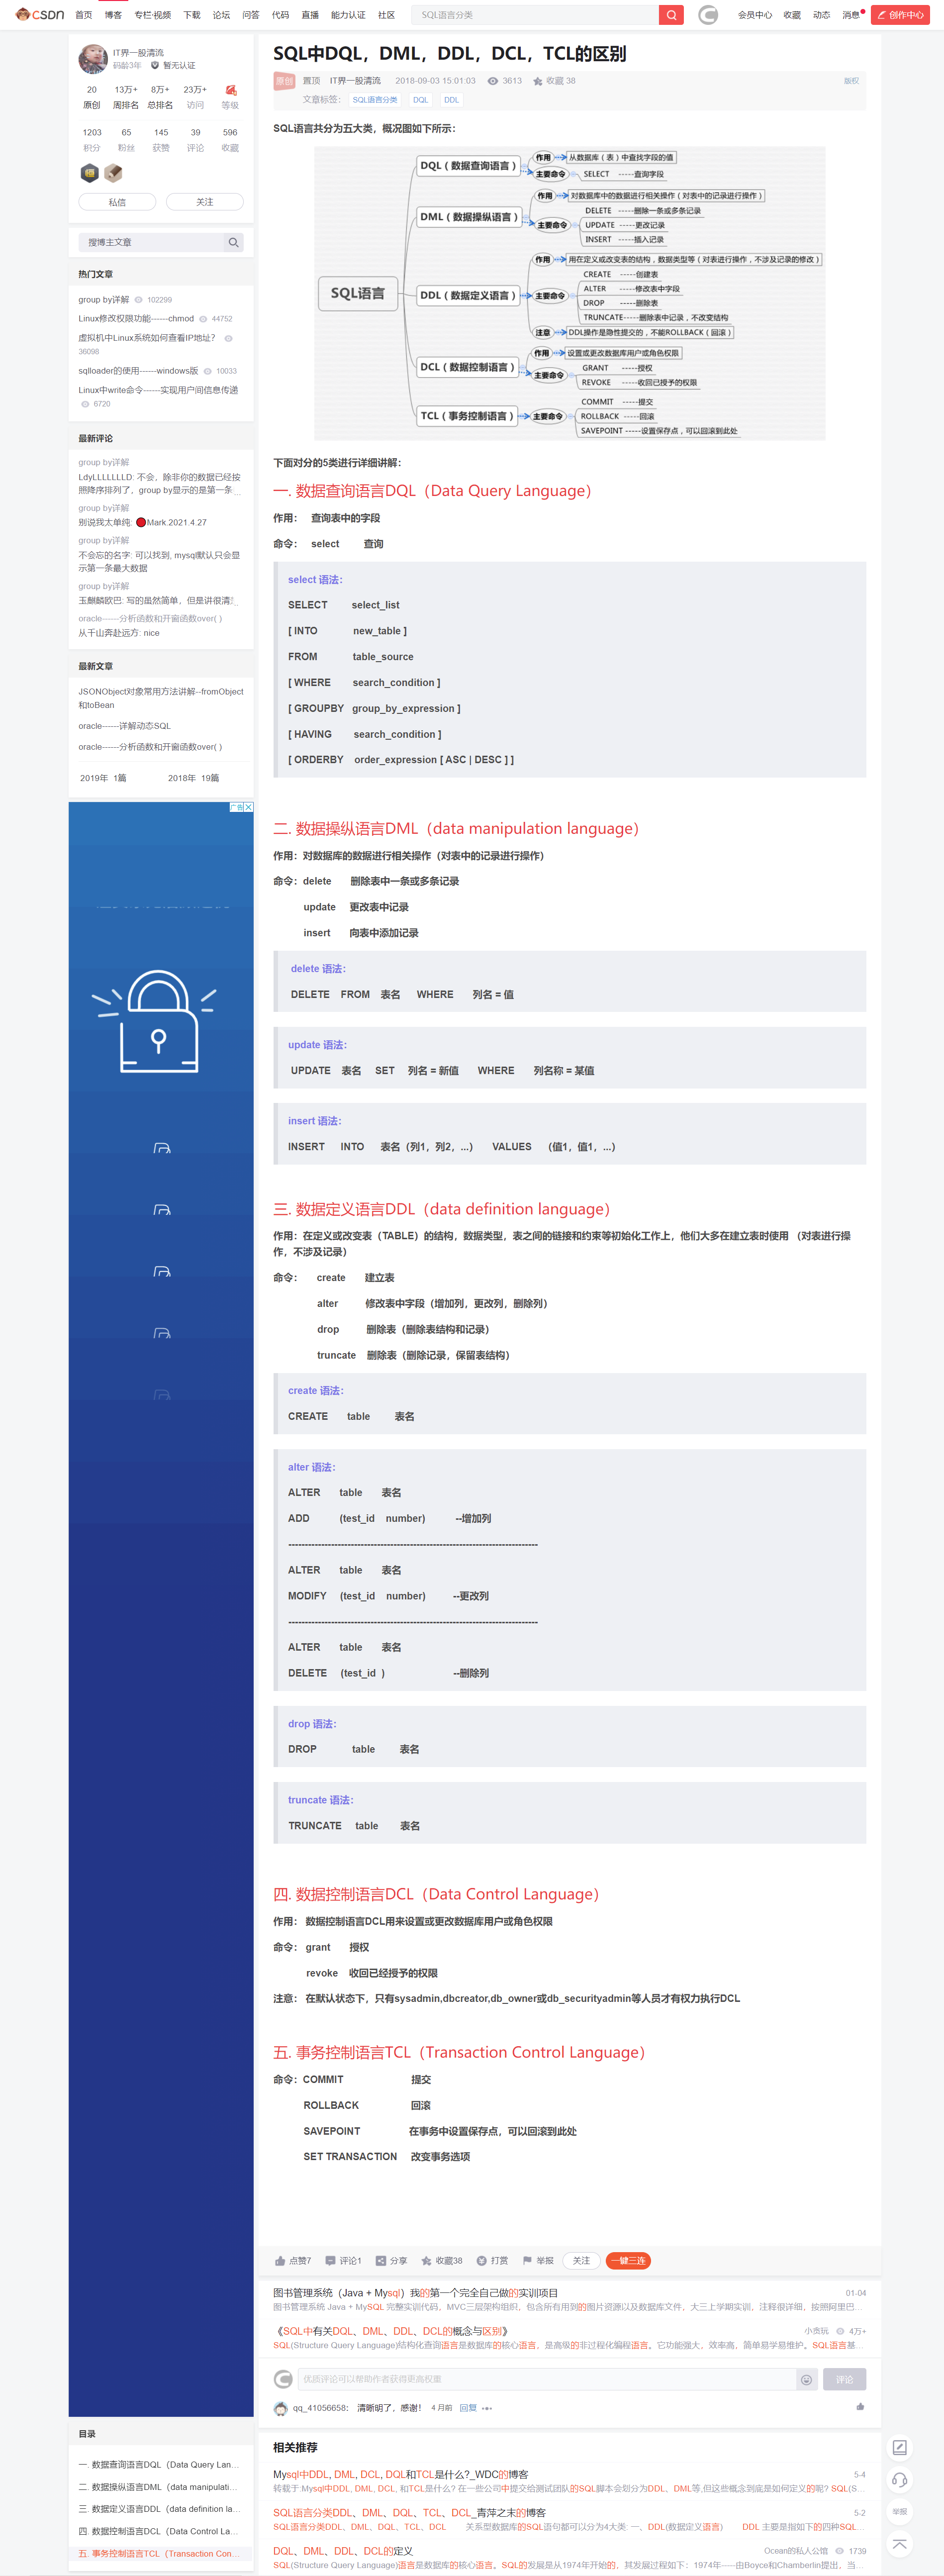 CSDN 首页 博客 专栏·视频 下载 论坛 问答 代码 直播 能力认证 社区 SQL语言分类 会员中心 收藏 动态 消息 创作中心
IT界一股清流
码龄3年 暂无认证
20 13万+ 8万+ 23万+
原创 周排名 总排名 访问 等级
1203 65 145 39 596
积分 粉丝 获赞 评论 收藏
私信 关注
搜博主文章
热门文章
group by详解 102299
Linux修改权限功能------chmod 44752
虚拟机中Linux系统如何查看IP地址?
36098
sqlloader的使用------windows版 10033
Linux中write命令------实现用户间信息传递
6720
最新评论
group by详解
LdyLLLLLLLD: 不会，除非你的数据已经按
照降序排列了，group by显示的是第一条
group by详解
别说我太单纯: Mark.2021.4.27
group by详解
不会忘的名字: 可以找到, mysql默认只会显
示第一条最大数据
group by详解
玉麒麟欧巴: 写的虽然简单，但是讲很清
oracle------分析函数和开窗函数over( )
从千山奔赴远方: nice
最新文章
JSONObject对象常用方法讲解--fromObject
和toBean
oracle------详解动态SQL
oracle------分析函数和开窗函数over( )
2019年 1篇 2018年 19篇
广告
目录
一. 数据查询语言DQL（Data Query Lan...
二. 数据操纵语言DML（data manipulati...
三. 数据定义语言DDL（data definition la...
四. 数据控制语言DCL（Data Control La...
五. 事务控制语言TCL（Transaction Con...
SQL中DQL，DML，DDL，DCL，TCL的区别
原创 置顶 IT界一股清流 2018-09-03 15:01:03 3613 收藏 38 版权
文章标签： SQL语言分类 DQL DDL
SQL语言共分为五大类，概况图如下所示：
SQL语言
DQL（数据查询语言）
作用 从数据库（表）中查找字段的值
主要命令 SELECT -----查询字段
DML（数据操纵语言）
作用 对数据库中的数据进行相关操作（对表中的记录进行操作）
主要命令
DELETE -----删除一条或多条记录
UPDATE -----更改记录
INSERT -----插入记录
DDL（数据定义语言）
作用 用在定义或改变表的结构，数据类型等（对表进行操作，不涉及记录的修改）
主要命令
CREATE -----创建表
ALTER -----修改表中字段
DROP -----删除表
TRUNCATE-----删除表中记录，不改变结构
注意 DDL操作是隐性提交的，不能ROLLBACK（回滚）
DCL（数据控制语言）
作用 设置或更改数据库用户或角色权限
主要命令
GRANT -----授权
REVOKE -----收回已授予的权限
TCL（事务控制语言）
主要命令
COMMIT -----提交
ROLLBACK -----回滚
SAVEPOINT -----设置保存点，可以回滚到此处
下面对分的5类进行详细讲解：
一. 数据查询语言DQL（Data Query Language）
作用： 查询表中的字段
命令： select 查询
select 语法：
SELECT select_list
[ INTO new_table ]
FROM table_source
[ WHERE search_condition ]
[ GROUPBY group_by_expression ]
[ HAVING search_condition ]
[ ORDERBY order_expression [ ASC | DESC ] ]
二. 数据操纵语言DML（data manipulation language）
作用：对数据库的数据进行相关操作（对表中的记录进行操作）
命令：delete 删除表中一条或多条记录
update 更改表中记录
insert 向表中添加记录
delete 语法：
DELETE FROM 表名 WHERE 列名 = 值
update 语法：
UPDATE 表名 SET 列名 = 新值 WHERE 列名称 = 某值
insert 语法：
INSERT INTO 表名（列1，列2，...） VALUES （值1，值1，...）
三. 数据定义语言DDL（data definition language）
作用：在定义或改变表（TABLE）的结构，数据类型，表之间的链接和约束等初始化工作上，他们大多在建立表时使用 （对表进行操
作，不涉及记录）
命令： create 建立表
alter 修改表中字段（增加列，更改列，删除列）
drop 删除表（删除表结构和记录）
truncate 删除表（删除记录，保留表结构）
create 语法：
CREATE table 表名
alter 语法：
ALTER table 表名
ADD (test_id number) --增加列
--------------------------------------------------------------------------
ALTER table 表名
MODIFY (test_id number) --更改列
--------------------------------------------------------------------------
ALTER table 表名
DELETE (test_id ) --删除列
drop 语法：
DROP table 表名
truncate 语法：
TRUNCATE table 表名
四. 数据控制语言DCL（Data Control Language）
作用： 数据控制语言DCL用来设置或更改数据库用户或角色权限
命令： grant 授权
revoke 收回已经授予的权限
注意： 在默认状态下，只有sysadmin,dbcreator,db_owner或db_securityadmin等人员才有权力执行DCL
五. 事务控制语言TCL（Transaction Control Language）
命令：COMMIT 提交
ROLLBACK 回滚
SAVEPOINT 在事务中设置保存点，可以回滚到此处
SET TRANSACTION 改变事务选项
点赞7 评论1 分享 收藏38 打赏 举报 关注 一键三连
图书管理系统（Java + Mysql）我的第一个完全自己做的实训项目 01-04
图书管理系统 Java + MySQL 完整实训代码，MVC三层架构组织，包含所有用到的图片资源以及数据库文件，大三上学期实训，注释很详细，按照阿里巴...
《SQL中有关DQL、DML、DDL、DCL的概念与区别》 小贡玩 4万+
SQL(Structure Query Language)结构化查询语言是数据库的核心语言，是高级的非过程化编程语言。它功能强大，效率高，简单易学易维护。SQL语言基...
优质评论可以帮助作者获得更高权重 评论
qq_41056658： 清晰明了，感谢！ 4 月前 回复
相关推荐
Mysql中DDL, DML, DCL, DQL和TCL是什么?_WDC的博客 5-4
转载于:Mysql中DDL, DML, DCL, 和TCL是什么? 在一些公司中提交给测试团队的SQL脚本会划分为DDL、DML等,但这些概念到底是如何定义的呢? SQL(S...
SQL语言分类DDL、DML、DQL、TCL、DCL_青萍之末的博客 5-2
SQL语言分类DDL、DML、DQL、TCL、DCL 关系型数据库的SQL语句都可以分为4大类: 一、DDL(数据定义语言) DDL 主要是指如下的四种SQL...
DQL、DML、DDL、DCL的定义 Ocean的私人公馆 1739
SQL(Structure Query Language)语言是数据库的核心语言。SQL的发展是从1974年开始的，其发展过程如下：1974年-----由Boyce和Chamberlin提出，当...
举报